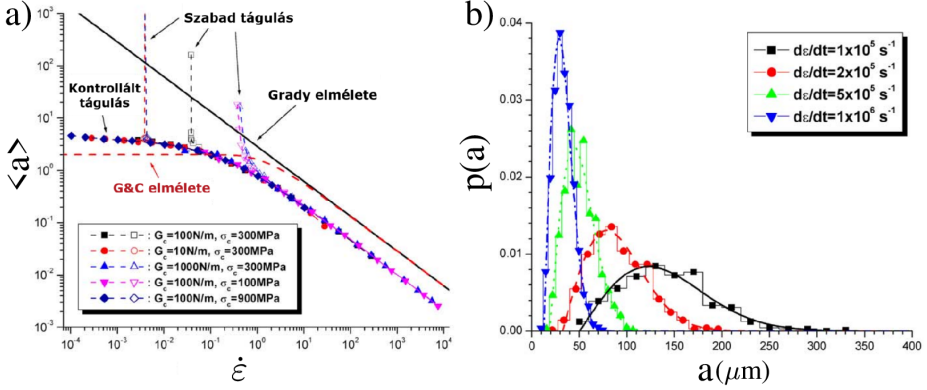 a)
Szabad tágulás
Kontrollált
tágulás
Grady elmélete
G&C elmélete
<a>
10³
10²
10¹
10⁰
10⁻¹
10⁻²
10⁻³
: G_c=100N/m, σ_c=300MPa
: G_c=10N/m, σ_c=300MPa
: G_c=1000N/m, σ_c=300MPa
: G_c=100N/m, σ_c=100MPa
: G_c=100N/m, σ_c=900MPa
10⁻⁴ 10⁻³ 10⁻² 10⁻¹ 10⁰ 10¹ 10² 10³ 10⁴
ε̇
b)
p(a)
0.04
0.03
0.02
0.01
0.00
dε/dt=1x10⁵ s⁻¹
dε/dt=2x10⁵ s⁻¹
dε/dt=5x10⁵ s⁻¹
dε/dt=1x10⁶ s⁻¹
0 100 200 300 400
a(μm)